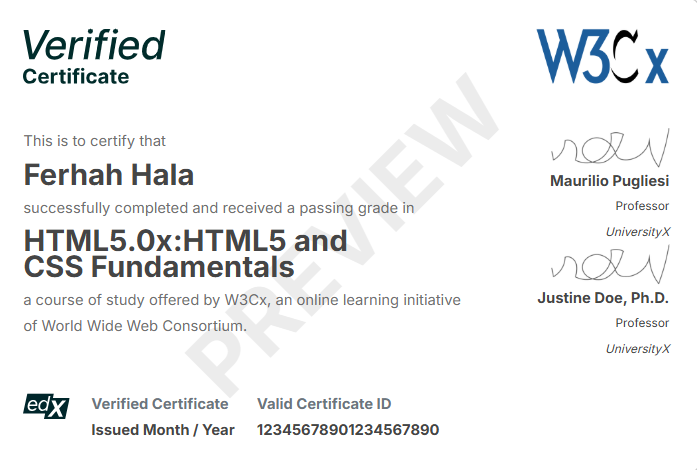 Verified
Certificate
W3Cx
This is to certify that
Ferhah Hala
successfully completed and received a passing grade in
HTML5.0x:HTML5 and
CSS Fundamentals
a course of study offered by W3Cx, an online learning initiative
of World Wide Web Consortium.
PREVIEW
Maurilio Pugliesi
Professor
UniversityX
Justine Doe, Ph.D.
Professor
UniversityX
edX
Verified Certificate
Issued Month / Year
Valid Certificate ID
12345678901234567890